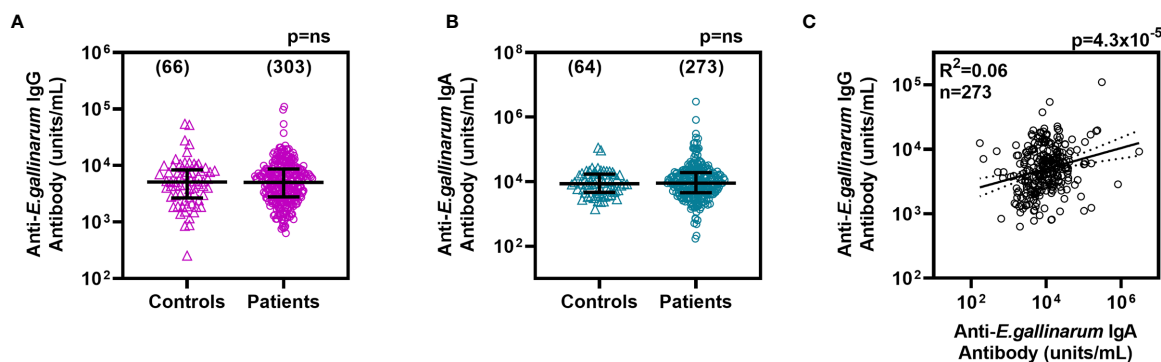 A
p=ns
10^6
10^5
10^4
10^3
10^2
(66)
(303)
Anti-E.gallinarum IgG
Antibody (units/mL)
Controls
Patients
B
p=ns
10^8
10^6
10^4
10^2
(64)
(273)
Anti-E.gallinarum IgA
Antibody (units/mL)
Controls
Patients
C
p=4.3x10^-5
R^2=0.06
n=273
10^5
10^4
10^3
10^2
Anti-E.gallinarum IgG
Antibody (units/mL)
10^2
10^4
10^6
Anti-E.gallinarum IgA
Antibody (units/mL)